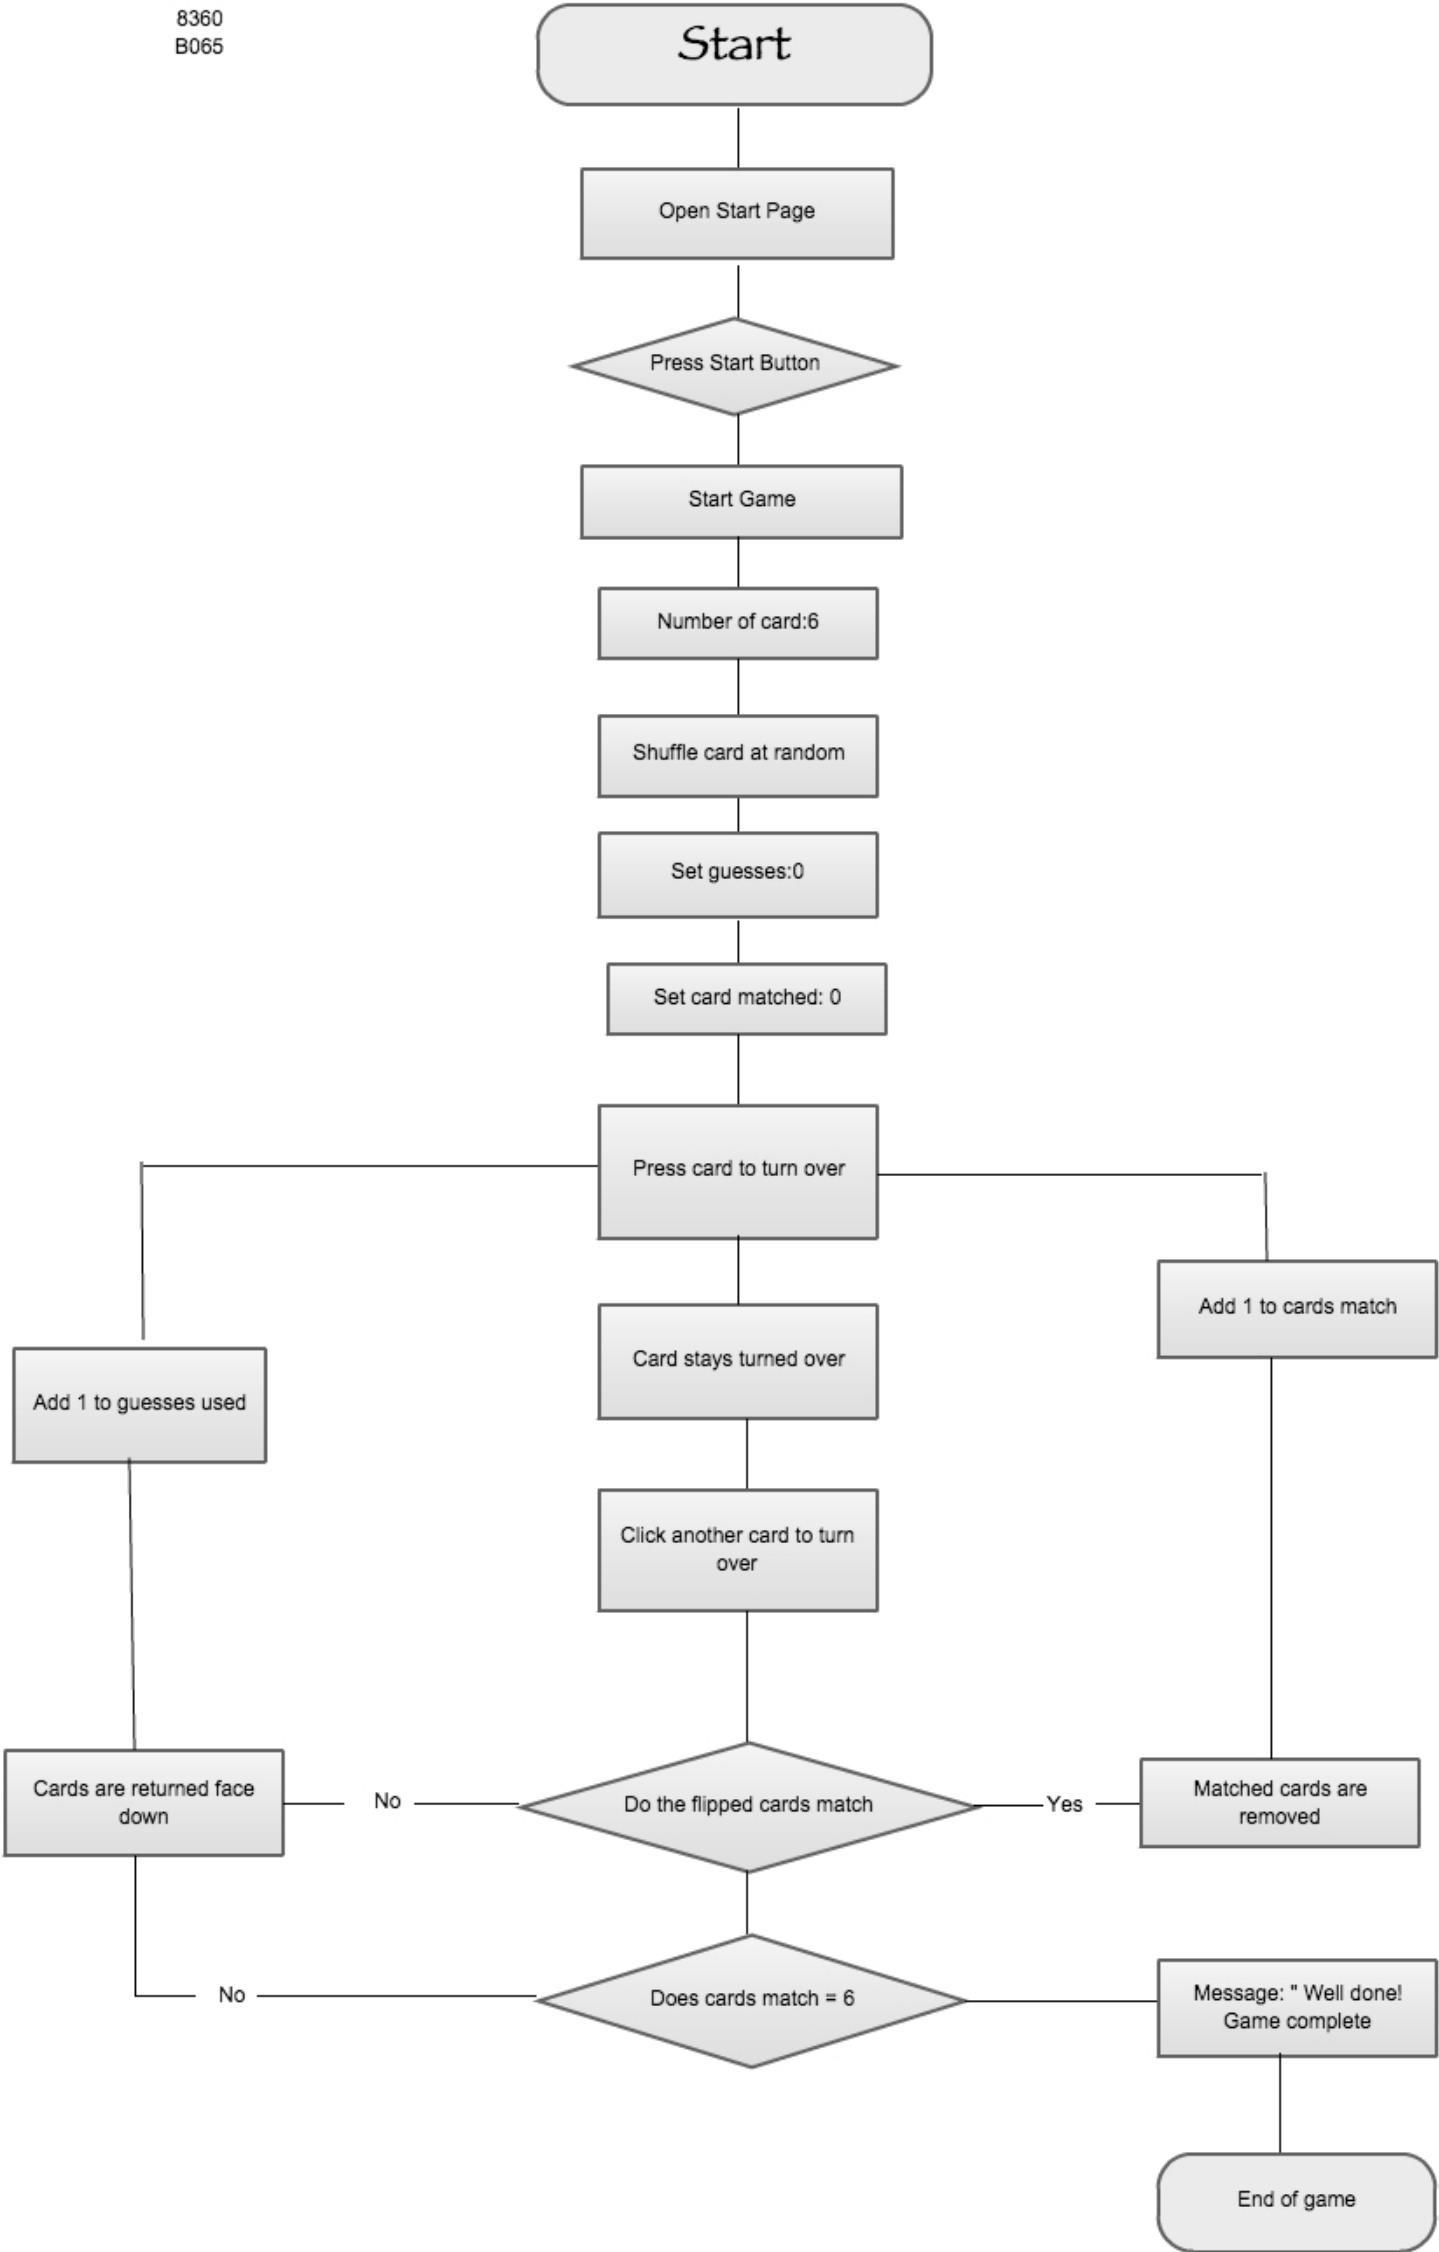 8360
B065
Start
Open Start Page
Press Start Button
Start Game
Number of card:6
Shuffle card at random
Set guesses:0
Set card matched: 0
Press card to turn over
Add 1 to cards match
Card stays turned over
Add 1 to guesses used
Click another card to turn
over
Cards are returned face
down
No
Do the flipped cards match
Yes
Matched cards are
removed
No
Does cards match = 6
Message: " Well done!
Game complete
End of game